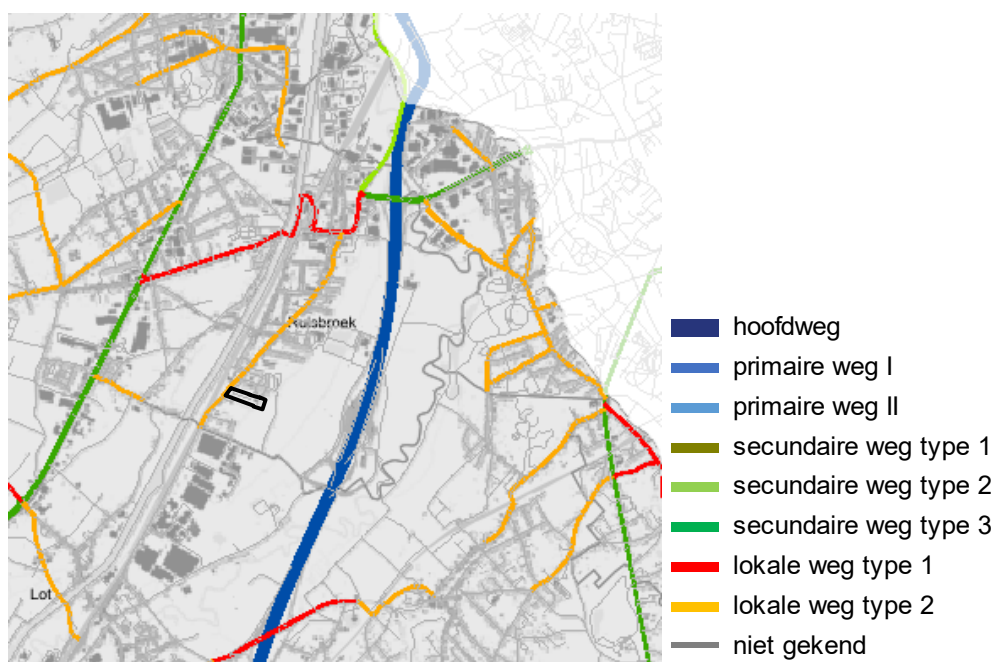 Ruisbroek
Lot
hoofdweg
primaire weg I
primaire weg II
secundaire weg type 1
secundaire weg type 2
secundaire weg type 3
lokale weg type 1
lokale weg type 2
niet gekend